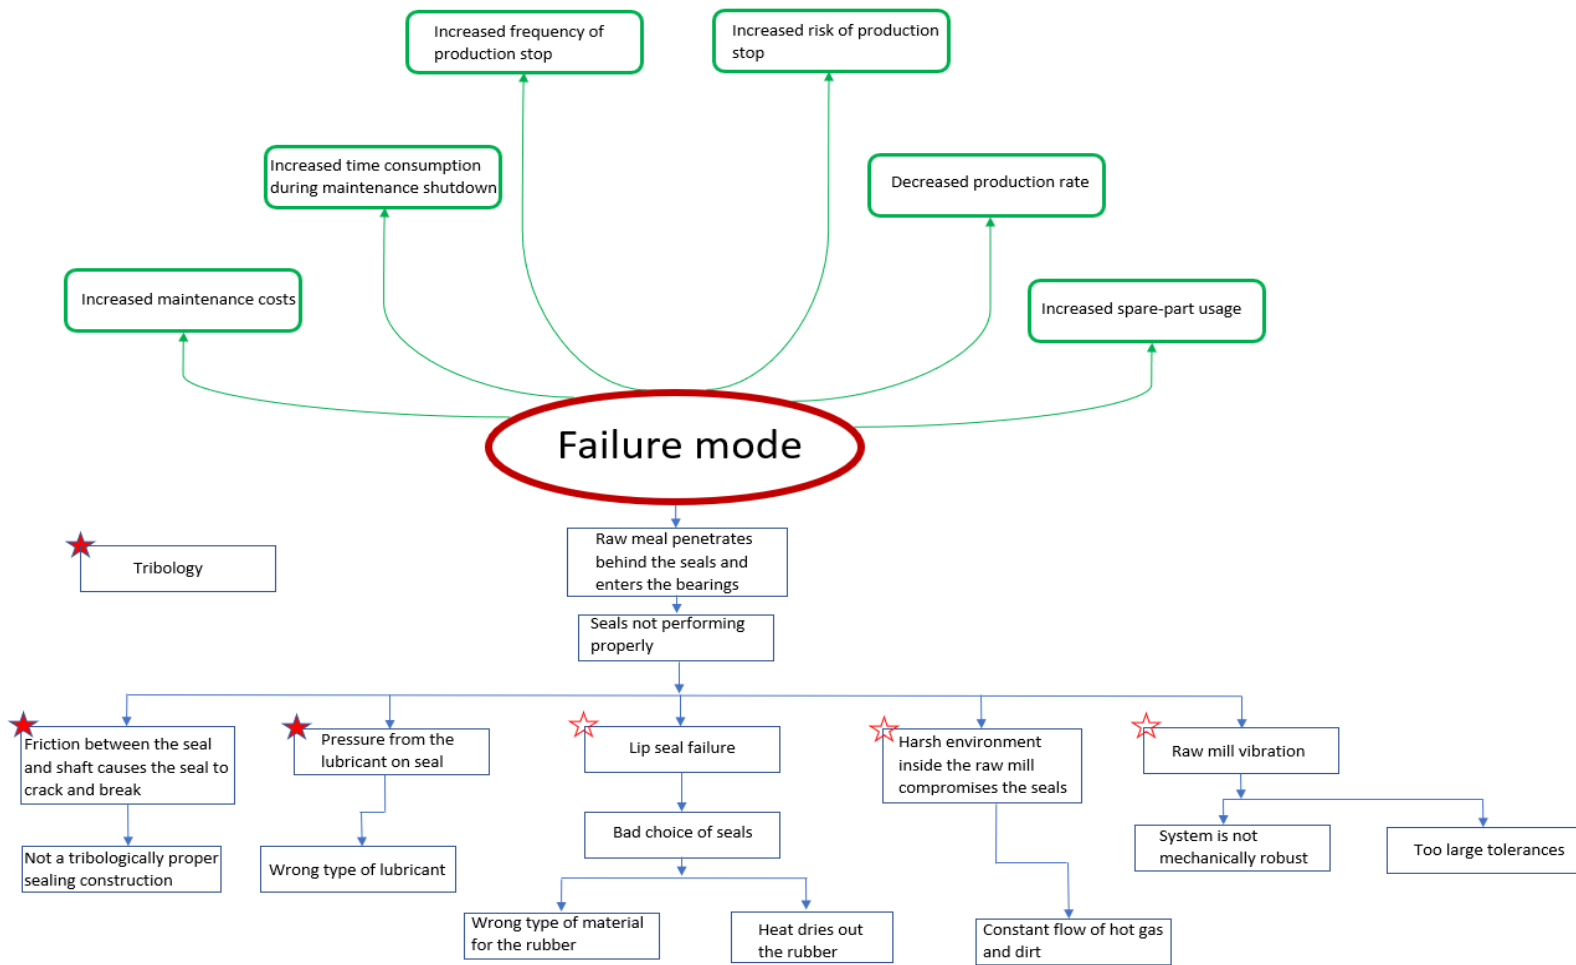 Increased frequency of
production stop
Increased risk of production
stop
Increased time consumption
during maintenance shutdown
Decreased production rate
Increased maintenance costs
Increased spare-part usage
Failure mode
Raw meal penetrates
behind the seals and
enters the bearings
Tribology
Seals not performing
properly
Friction between the seal
and shaft causes the seal to
crack and break
Pressure from the
lubricant on seal
Lip seal failure
Harsh environment
inside the raw mill
compromises the seals
Raw mill vibration
Not a tribologically proper
sealing construction
Wrong type of lubricant
Bad choice of seals
System is not
mechanically robust
Too large tolerances
Wrong type of material
for the rubber
Heat dries out
the rubber
Constant flow of hot gas
and dirt